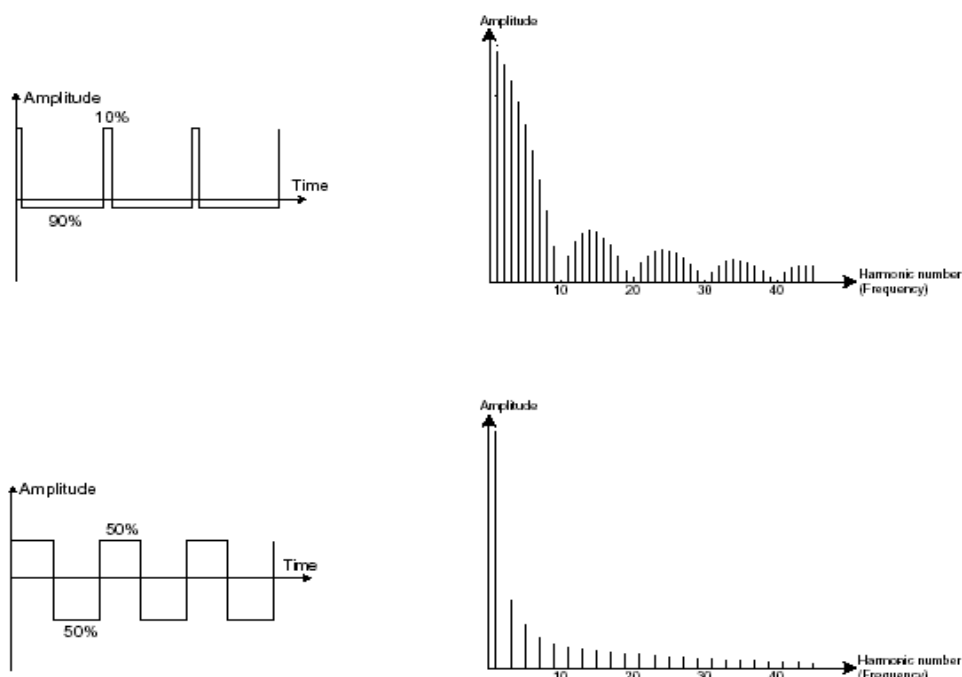 Amplitude
10%
Time
90%
Amplitude
10 20 30 40
Harmonic number
(Frequency)
Amplitude
50%
Time
50%
Amplitude
10 20 30 40
Harmonic number
(Frequency)